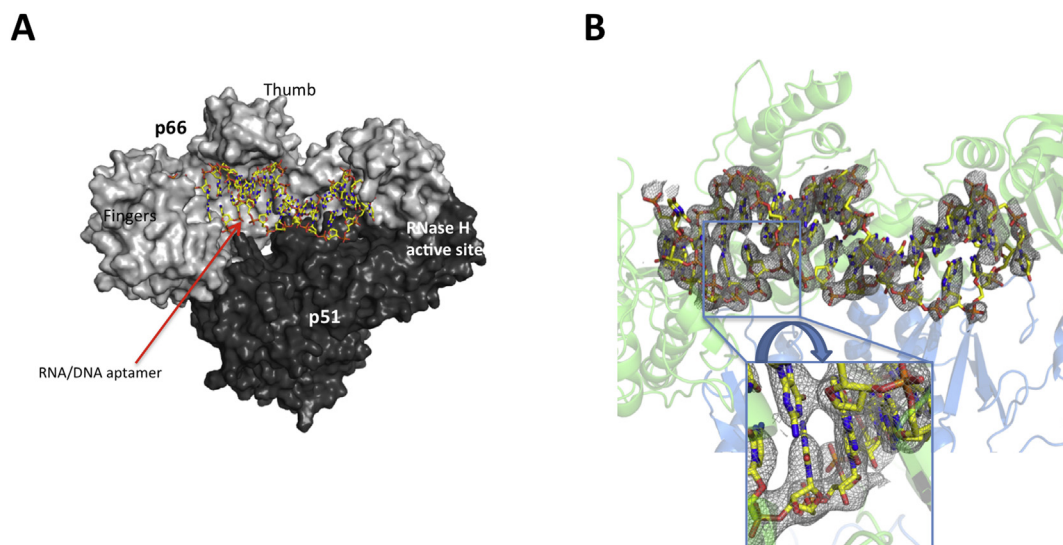 A
B
Thumb
p66
Fingers
RNase H
active site
p51
RNA/DNA aptamer